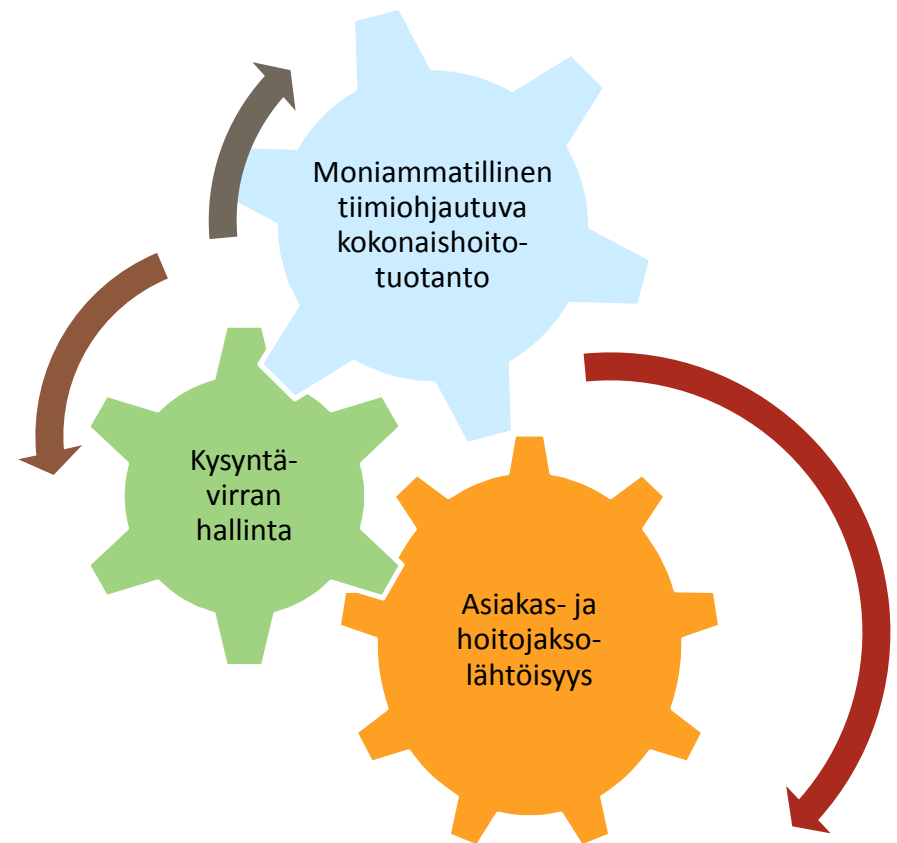 Moniammatillinen
tiimiohjautuva
kokonaishoito-
tuotanto
Kysyntä-
virran
hallinta
Asiakas- ja
hoitojakso-
lähtöisyys